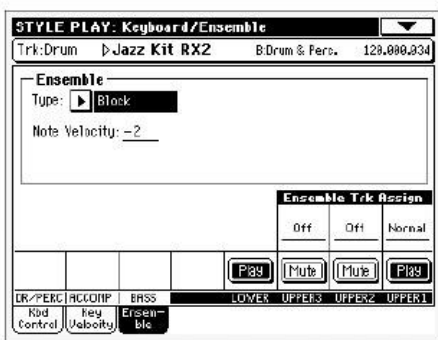 STYLE PLAY: Keyboard/Ensemble
Trk:Drum Jazz Kit RX2 B:Drum & Perc. 120.000.034
Ensemble
Type: Block
Note Velocity: -2
Ensemble Trk Assign
Off Off Normal
Play Mute Mute Play
DR/PERC ACCOMP BASS LOWER UPPER3 UPPER2 UPPER1
Kbd Control
Key Velocity
Ensem-ble